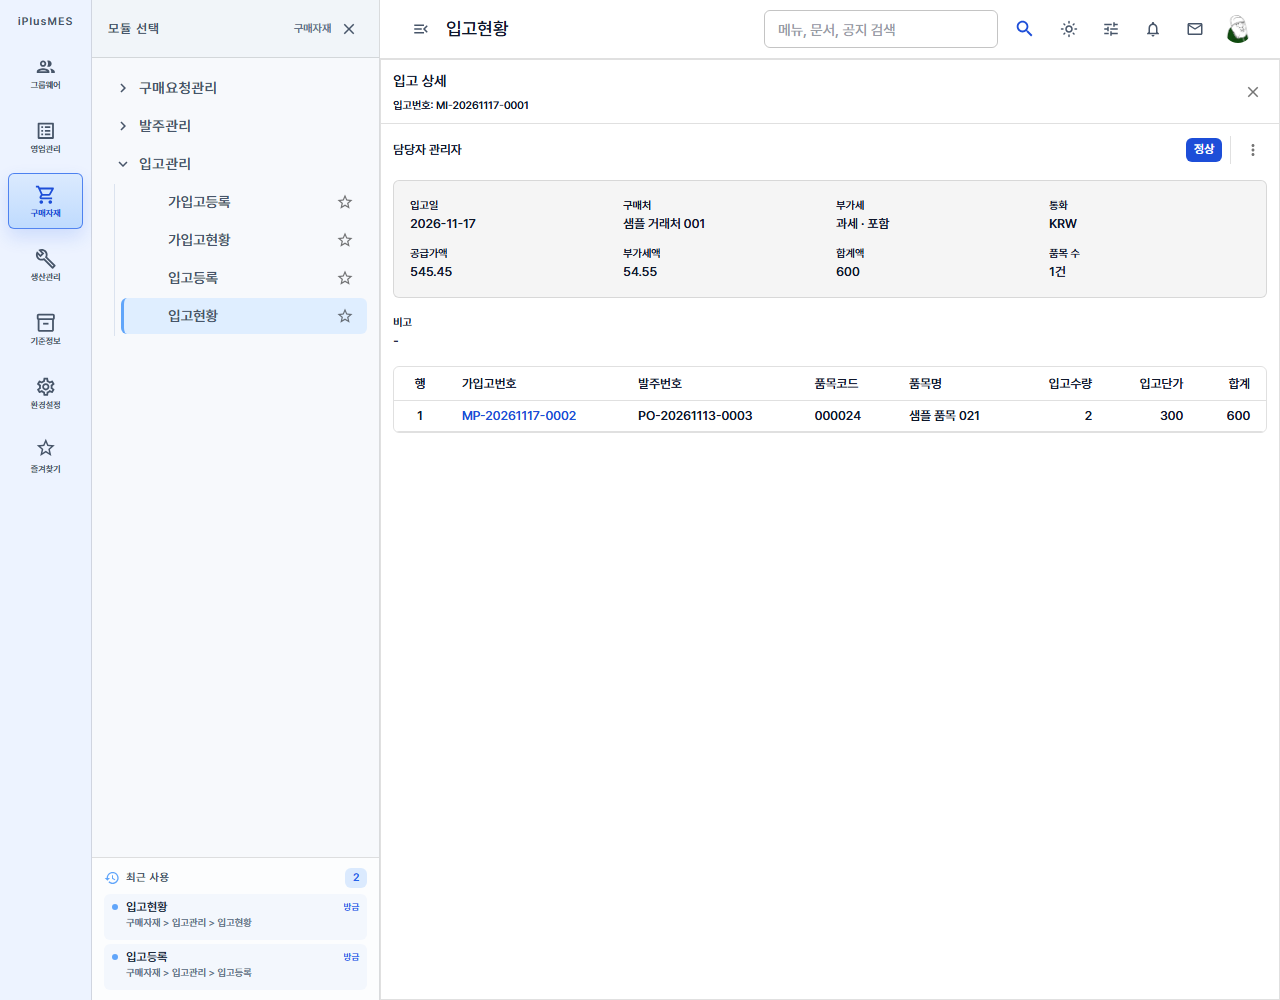 iPlusMES
그룹웨어
영업관리
구매자재
생산관리
기준정보
환경설정
즐겨찾기
모듈 선택
구매자재
구매요청관리
발주관리
입고관리
가입고등록
가입고현황
입고등록
입고현황
최근 사용
2
입고현황
방금
구매자재 > 입고관리 > 입고현황
입고등록
방금
구매자재 > 입고관리 > 입고등록
입고현황
메뉴, 문서, 공지 검색
입고 상세
입고번호: MI-20261117-0001
담당자 관리자
정상
입고일 구매처 부가세 통화
2026-11-17 샘플 거래처 001 과세 · 포함 KRW
공급가액 부가세액 합계액 품목 수
545.45 54.55 600 1건
비고
-
행 가입고번호 발주번호 품목코드 품목명 입고수량 입고단가 합계
1 MP-20261117-0002 PO-20261113-0003 000024 샘플 품목 021 2 300 600